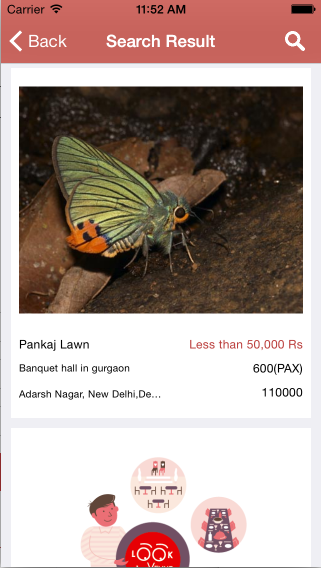 Carrier 11:52 AM
Back Search Result
Pankaj Lawn Less than 50,000 Rs
Banquet hall in gurgaon 600(PAX)
Adarsh Nagar, New Delhi,De... 110000
LOOK